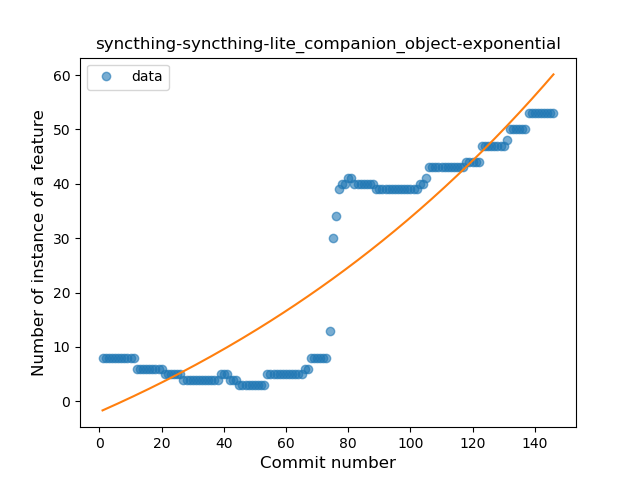 syncthing-syncthing-lite_companion_object-exponential
data
Number of instance of a feature
60
50
40
30
20
10
0
0 20 40 60 80 100 120 140
Commit number